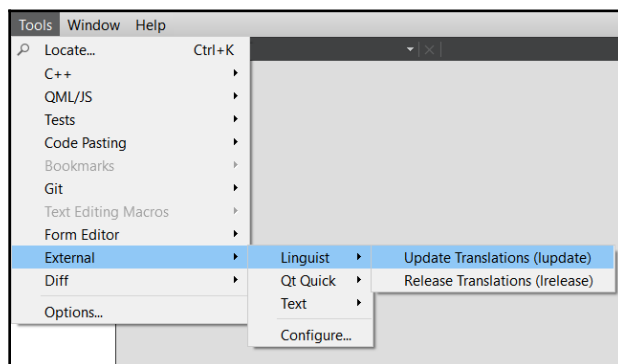 Tools Window Help
Locate... Ctrl+K
C++
QML/JS
Tests
Code Pasting
Bookmarks
Git
Text Editing Macros
Form Editor
External
Diff
Options...
Linguist
Qt Quick
Text
Configure...
Update Translations (lupdate)
Release Translations (lrelease)